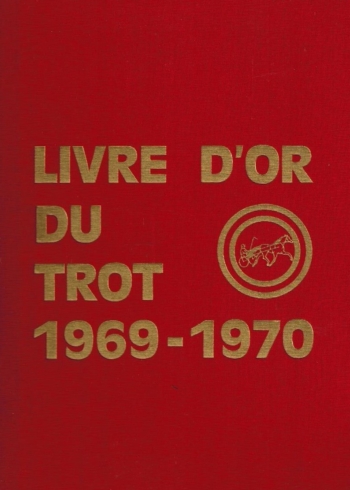 LIVRE D'OR
DU
TROT
1969-1970